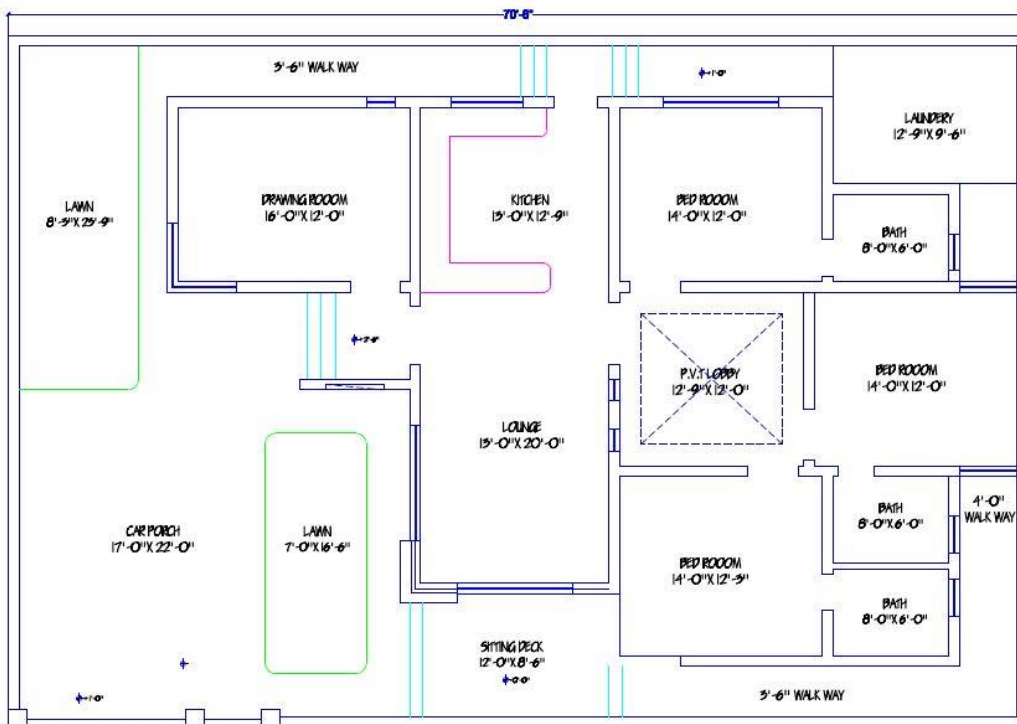 70'-6"
3'-6" WALK WAY
+1'-0"
LAUNDERY
12'-9"X 9'-6"
LAWN
8'-3"X 23'-9"
DRAWING ROOOM
16'-0"X 12'-0"
KITCHEN
13'-0"X 12'-9"
BED ROOOM
14'-0"X 12'-0"
BATH
8'-0"X 6'-0"
P.V.T LOBBY
12'-9"X 12'-0"
BED ROOOM
14'-0"X 12'-0"
LOUNGE
13'-0"X 20'-0"
CAR PORCH
17'-0"X 22'-0"
LAWN
7'-0"X 16'-6"
BED ROOOM
14'-0"X 12'-3"
BATH
8'-0"X 6'-0"
4'-0"
WALK WAY
BATH
8'-0"X 6'-0"
SITTING DECK
12'-0"X 8'-6"
3'-6" WALK WAY